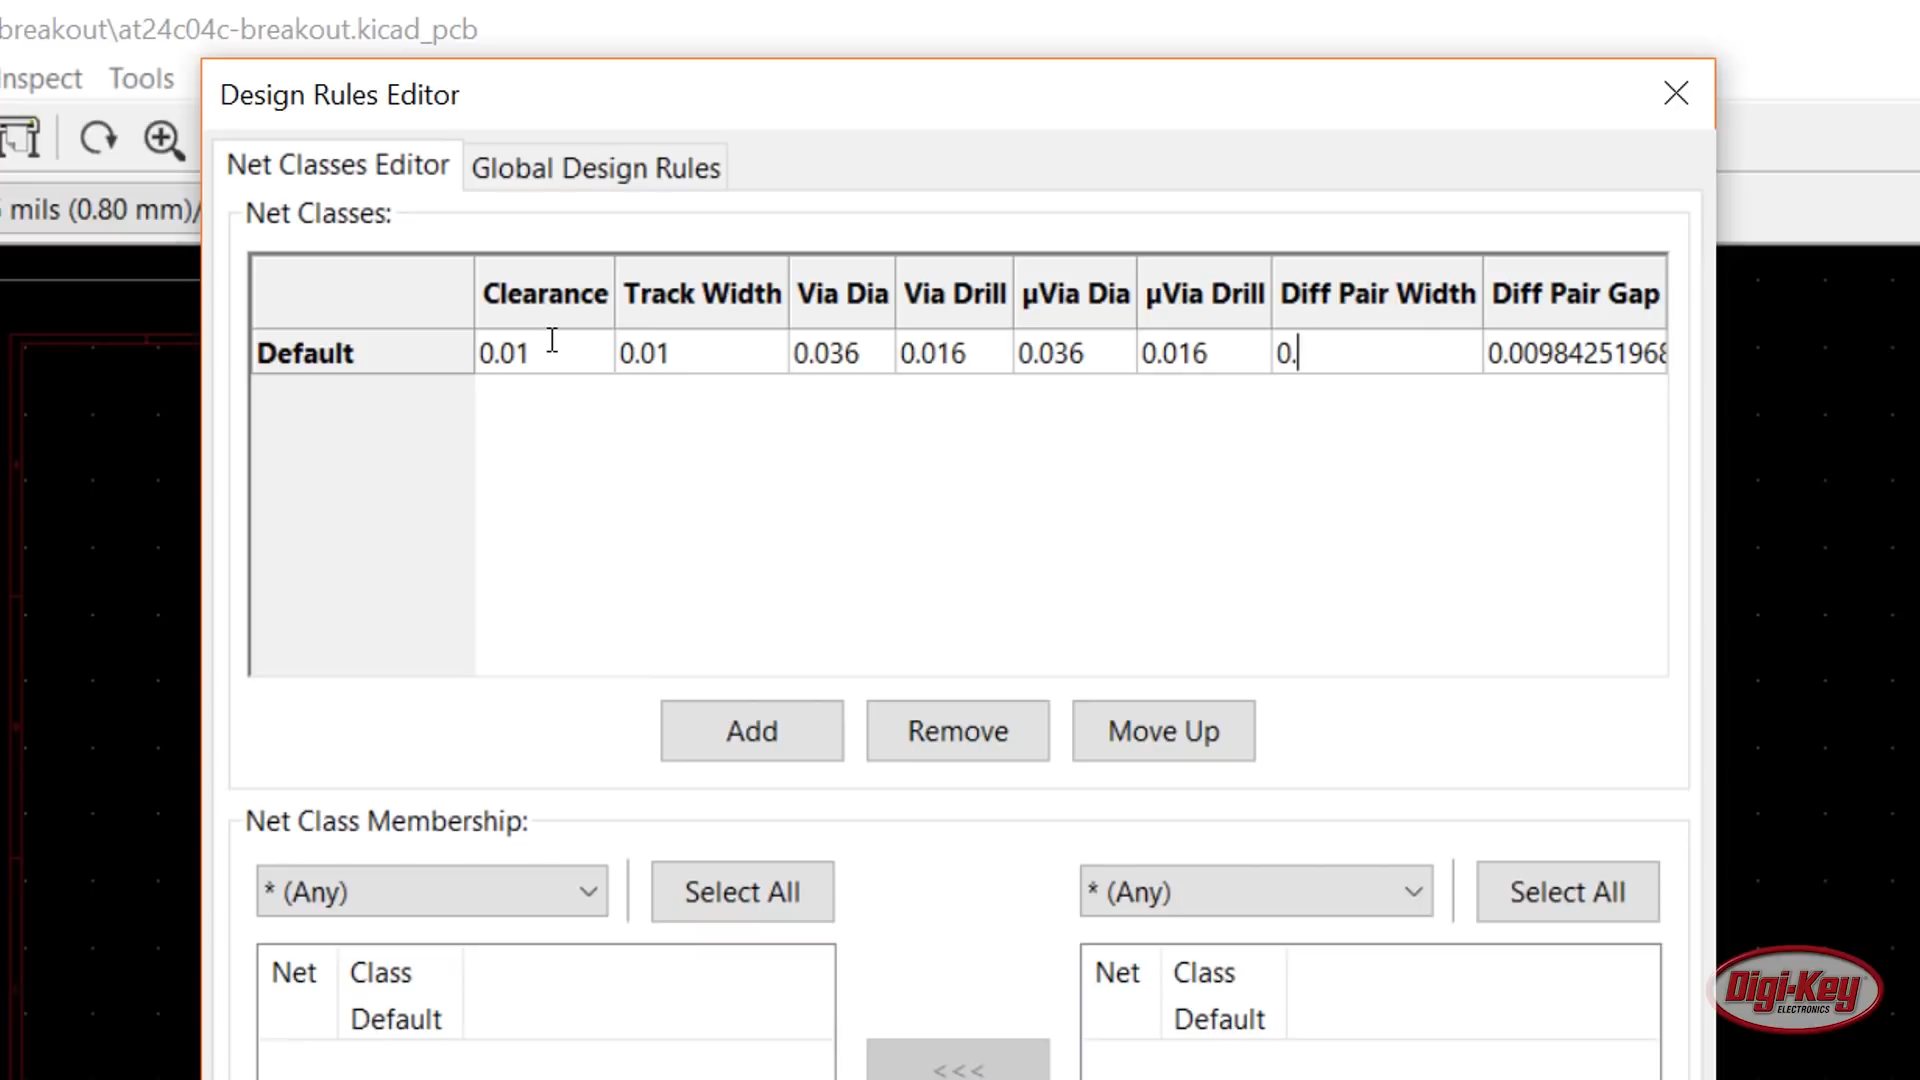 breakout\at24c04c-breakout.kicad_pcb
Inspect Tools
Design Rules Editor
Net Classes Editor Global Design Rules
mils (0.80 mm)/
Net Classes:
Clearance Track Width Via Dia Via Drill µVia Dia µVia Drill Diff Pair Width Diff Pair Gap
Default 0.01 0.01 0.036 0.016 0.036 0.016 0. 0.00984251968
Add Remove Move Up
Net Class Membership:
* (Any) Select All * (Any) Select All
Net Class Net Class
Default Default
<<<
Digi-Key
ELECTRONICS